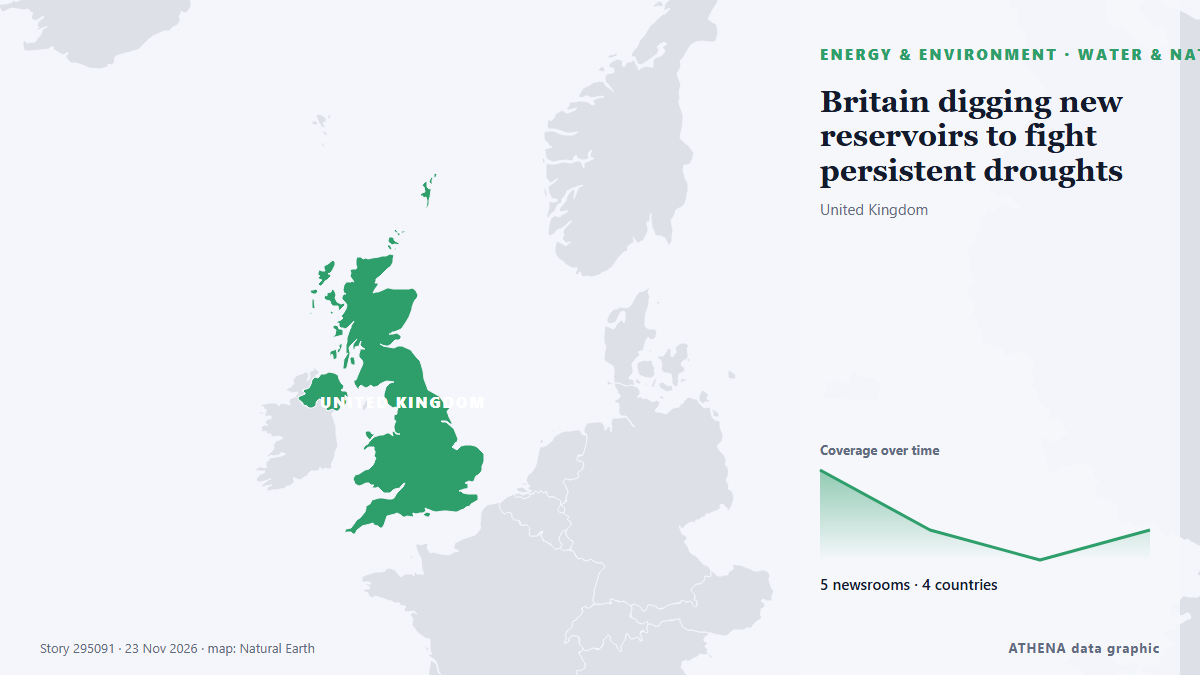 ENERGY & ENVIRONMENT · WATER & NAT
Britain digging new
reservoirs to fight
persistent droughts
United Kingdom
UNITED KINGDOM
Coverage over time
5 newsrooms · 4 countries
Story 295091 · 23 Nov 2026 · map: Natural Earth
ATHENA data graphic